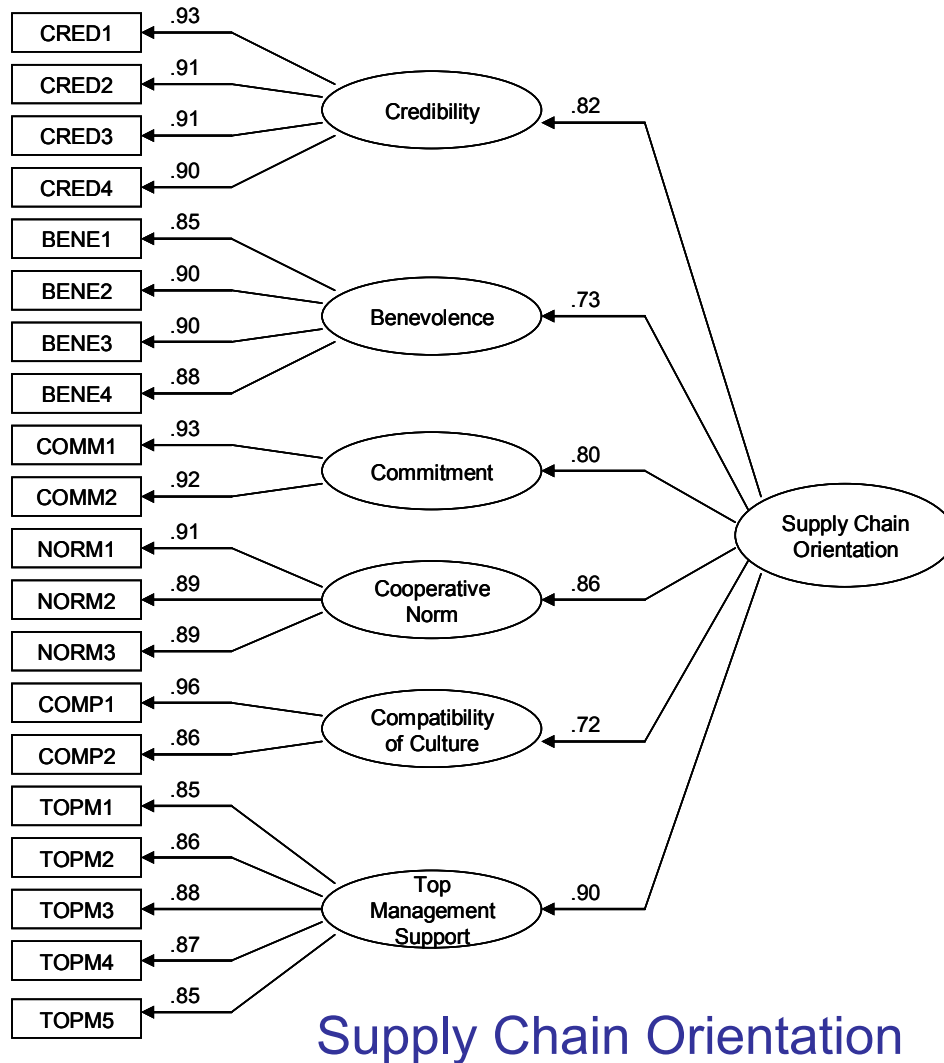 .93
CRED1
.91
CRED2
Credibility
.82
.91
CRED3
.90
CRED4
.85
BENE1
.90
BENE2
Benevolence
.73
.90
BENE3
.88
BENE4
.93
COMM1
Commitment
.80
.92
COMM2
Supply Chain
Orientation
.91
NORM1
.89
NORM2
Cooperative
Norm
.86
.89
NORM3
.96
COMP1
Compatibility
of Culture
.72
.86
COMP2
.85
TOPM1
.86
TOPM2
.88
TOPM3
Top
Management
Support
.90
.87
TOPM4
.85
TOPM5
Supply Chain Orientation